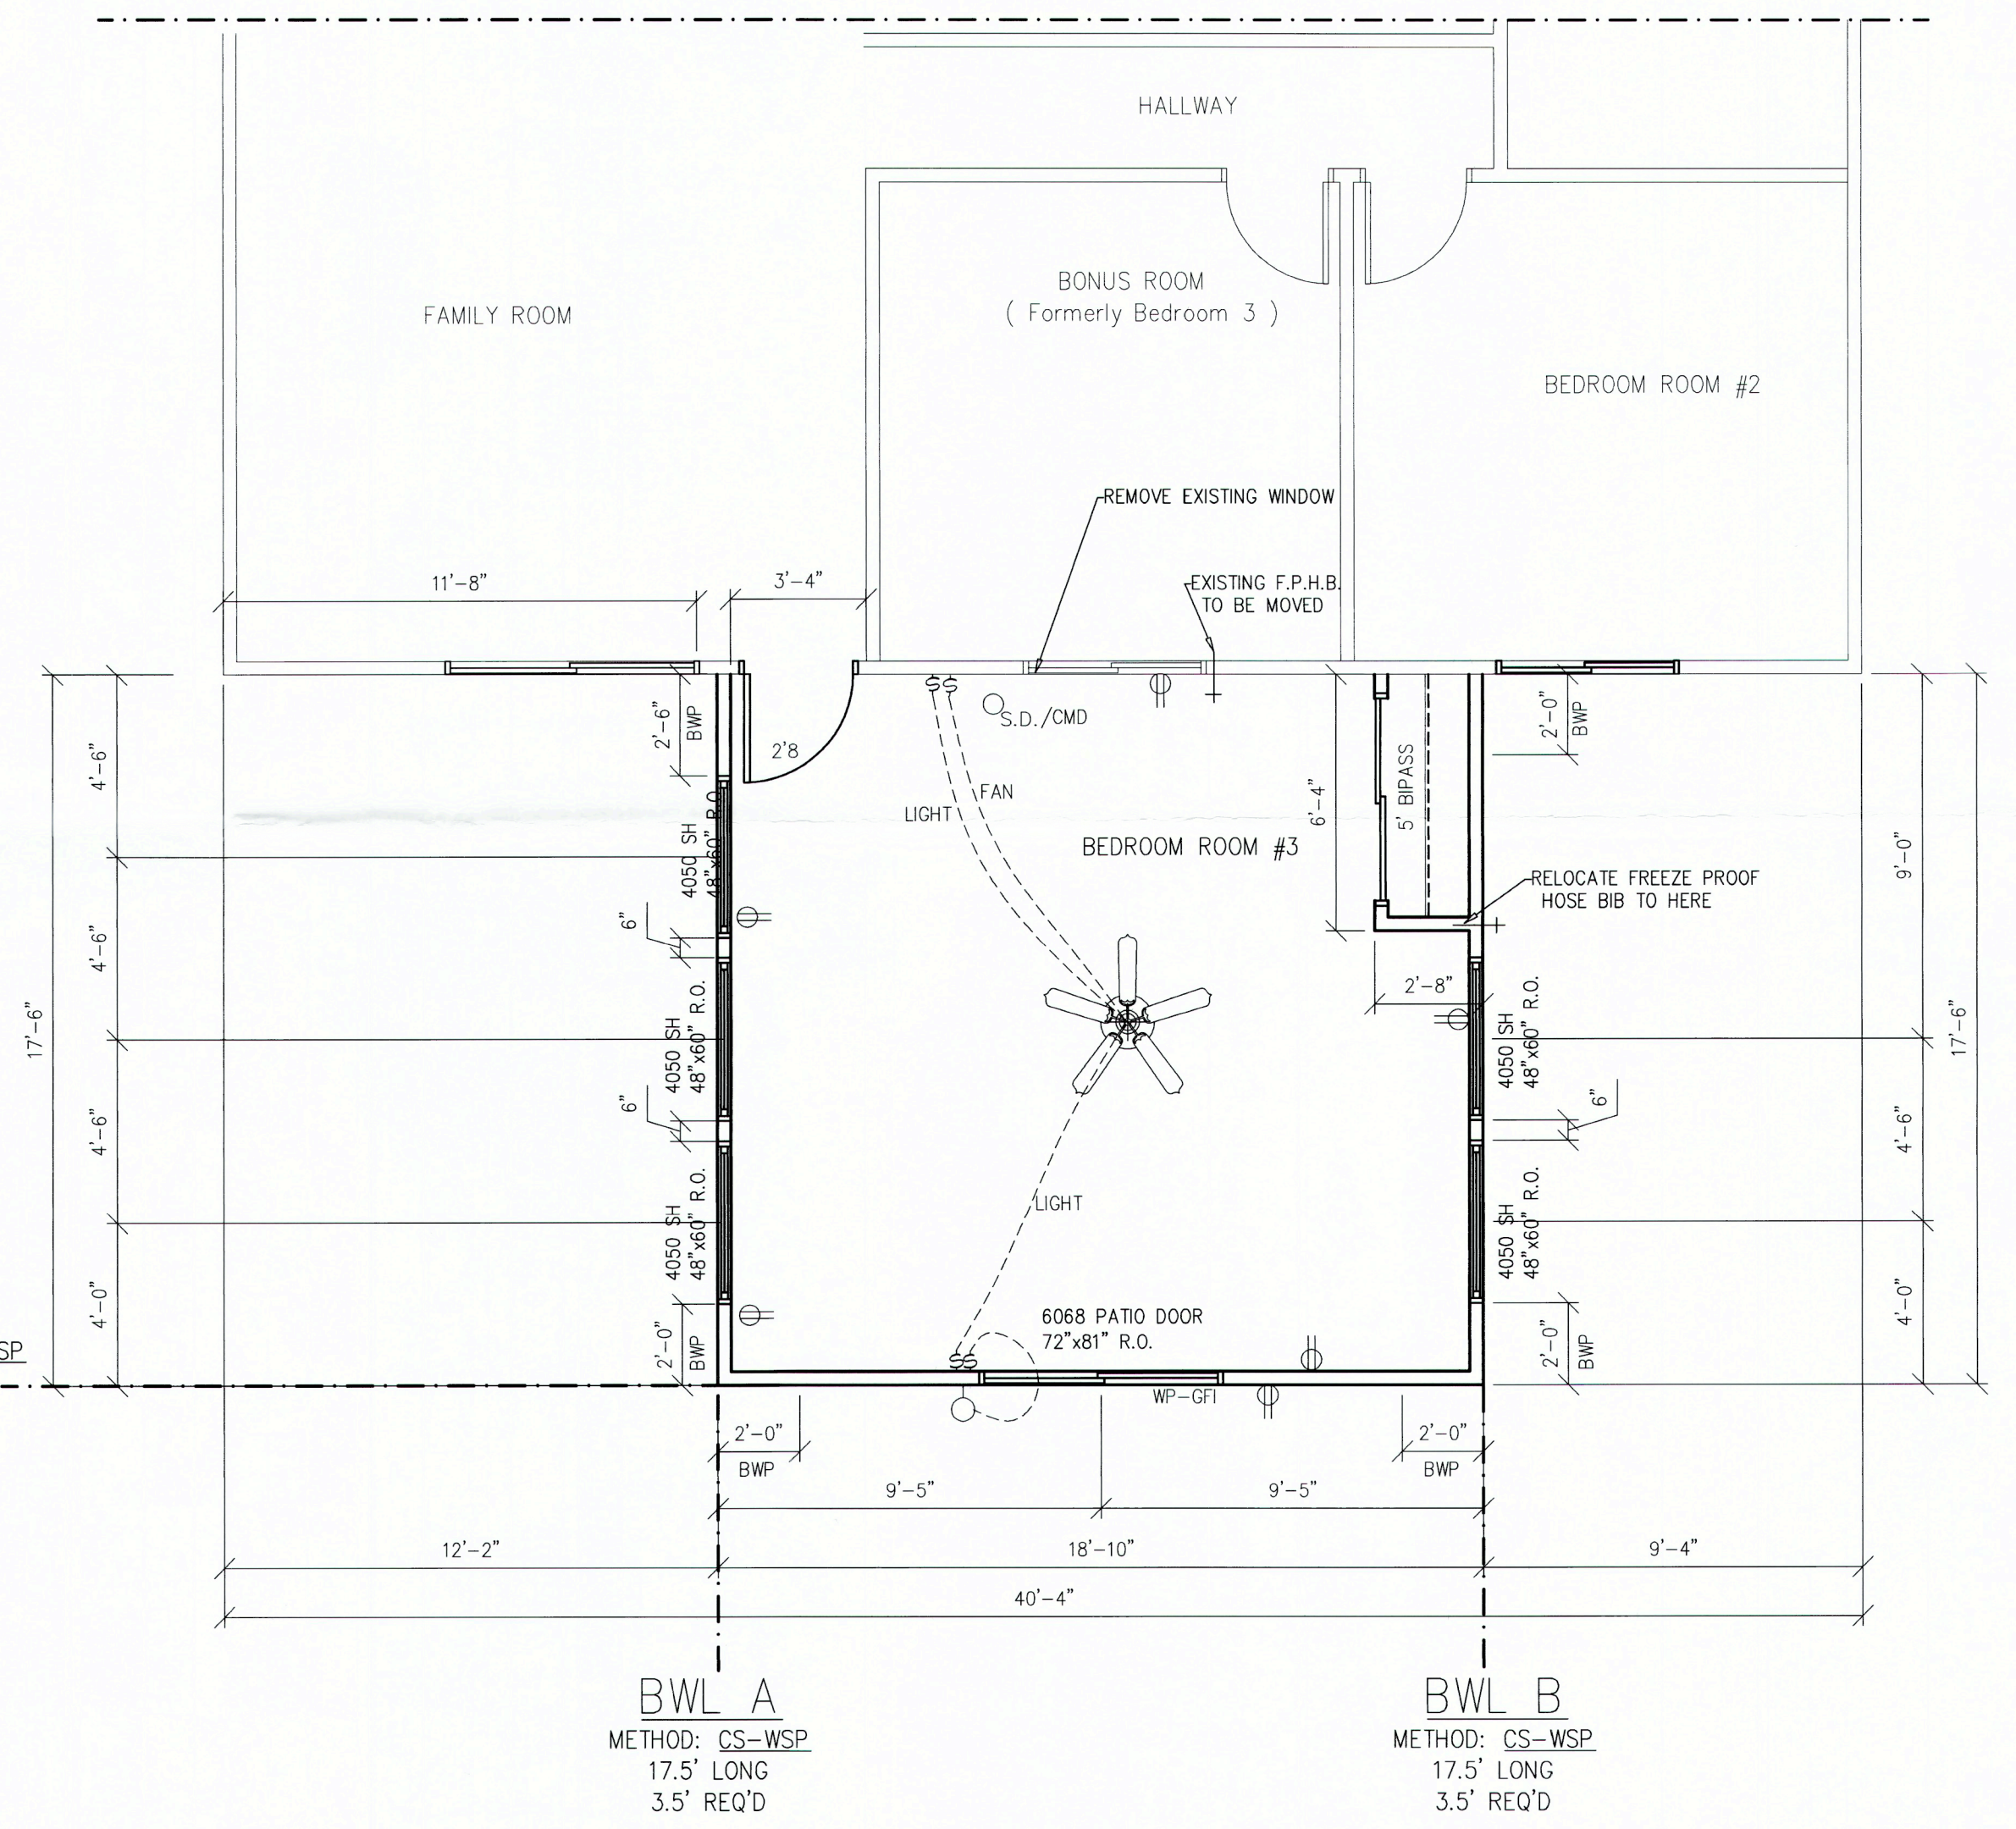 HALLWAY
BONUS ROOM
( Formerly Bedroom 3 )
FAMILY ROOM
BEDROOM ROOM #2
REMOVE EXISTING WINDOW
11'-8"
3'-4"
EXISTING F.P.H.B.
TO BE MOVED
2'-6"
BWP
S.D./CMD
2'-0"
BWP
2'8
4'-6"
FAN
LIGHT
5' BIPASS
6'-4"
4050 SH
48"x60" R.O.
BEDROOM ROOM #3
9'-0"
RELOCATE FREEZE PROOF
HOSE BIB TO HERE
6"
4'-6"
2'-8"
17'-6"
4050 SH
48"x60" R.O.
4050 SH
48"x60" R.O.
17'-6"
6"
6"
4'-6"
4'-6"
4050 SH
48"x60" R.O.
LIGHT
4050 SH
48"x60" R.O.
4'-0"
4'-0"
6068 PATIO DOOR
72"x81" R.O.
SP
2'-0"
BWP
2'-0"
BWP
WP-GFI
2'-0"
BWP
2'-0"
BWP
9'-5"
9'-5"
12'-2"
18'-10"
9'-4"
40'-4"
BWL A
METHOD: CS-WSP
17.5' LONG
3.5' REQ'D
BWL B
METHOD: CS-WSP
17.5' LONG
3.5' REQ'D